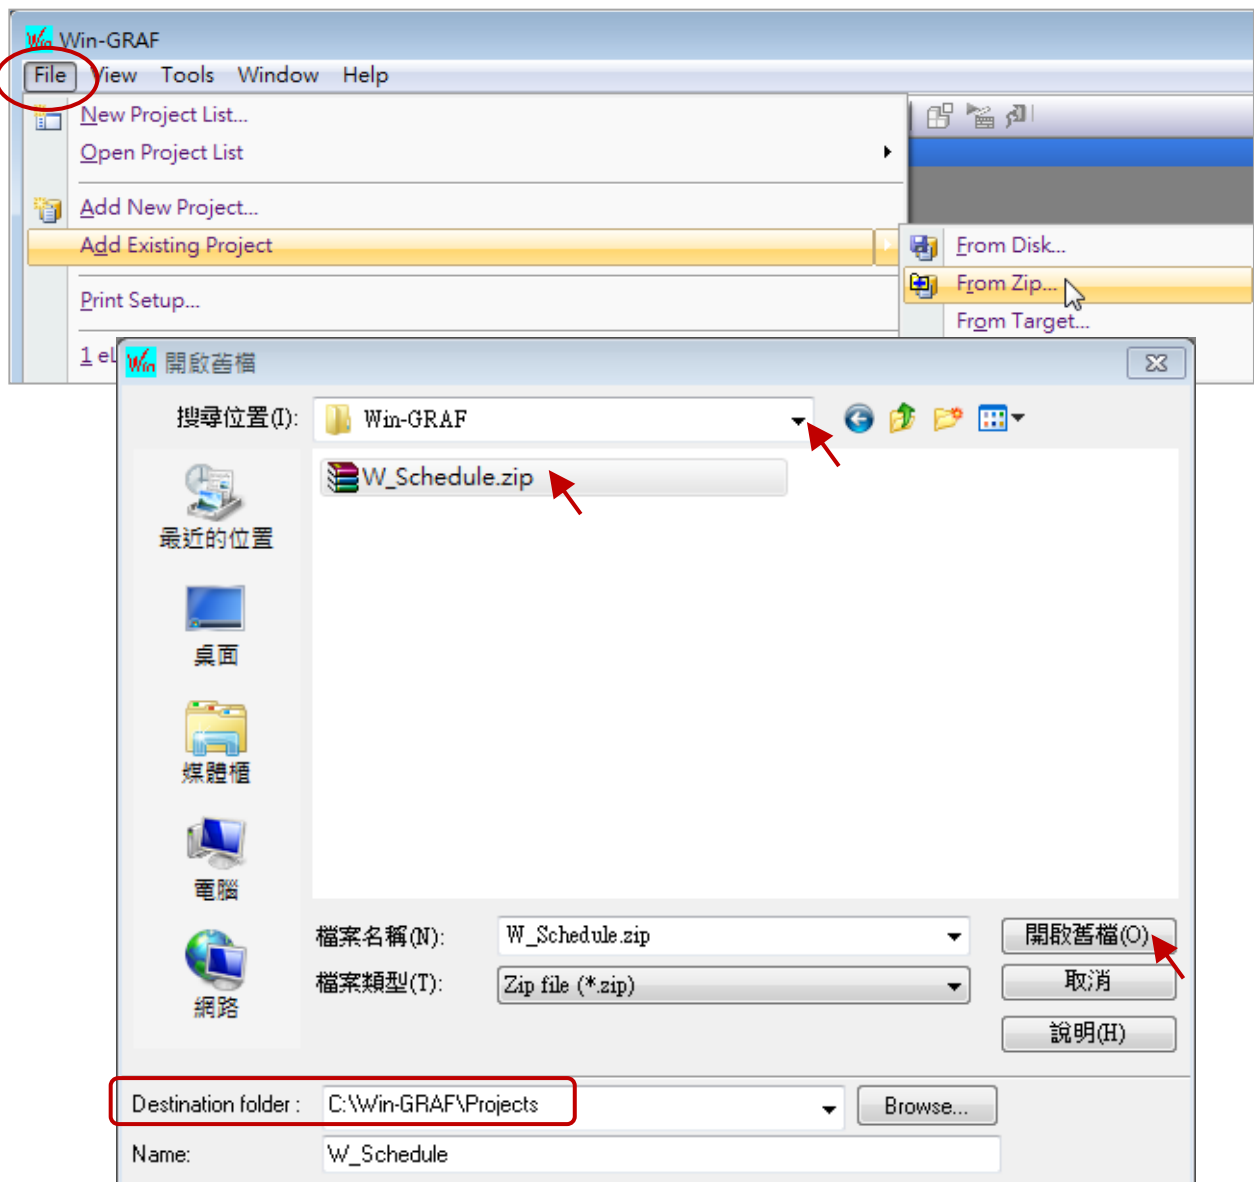 Win Win-GRAF
File View Tools Window Help
New Project List...
Open Project List
Add New Project...
Add Existing Project
From Disk...
From Zip...
Print Setup...
From Target...
1 eL
Win 開啟舊檔
搜尋位置(I): Win-GRAF
W_Schedule.zip
最近的位置
桌面
媒體櫃
電腦
網路
檔案名稱(N): W_Schedule.zip 開啟舊檔(O)
檔案類型(T): Zip file (*.zip) 取消
說明(H)
Destination folder : C:\Win-GRAF\Projects Browse...
Name: W_Schedule